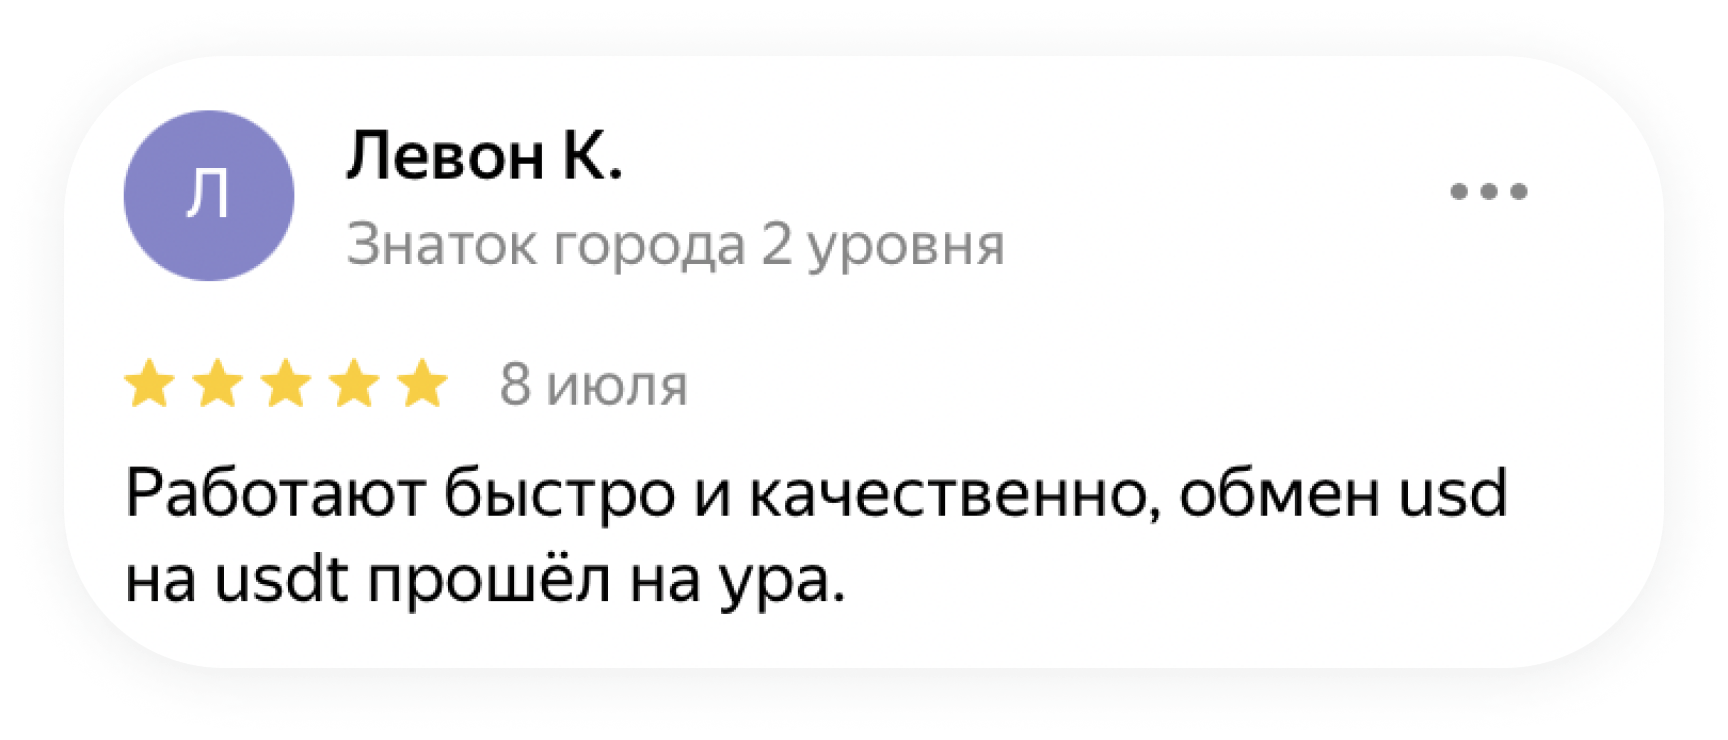 Л
Левон К.
Знаток города 2 уровня
8 июля
Работают быстро и качественно, обмен usd
на usdt прошёл на ура.